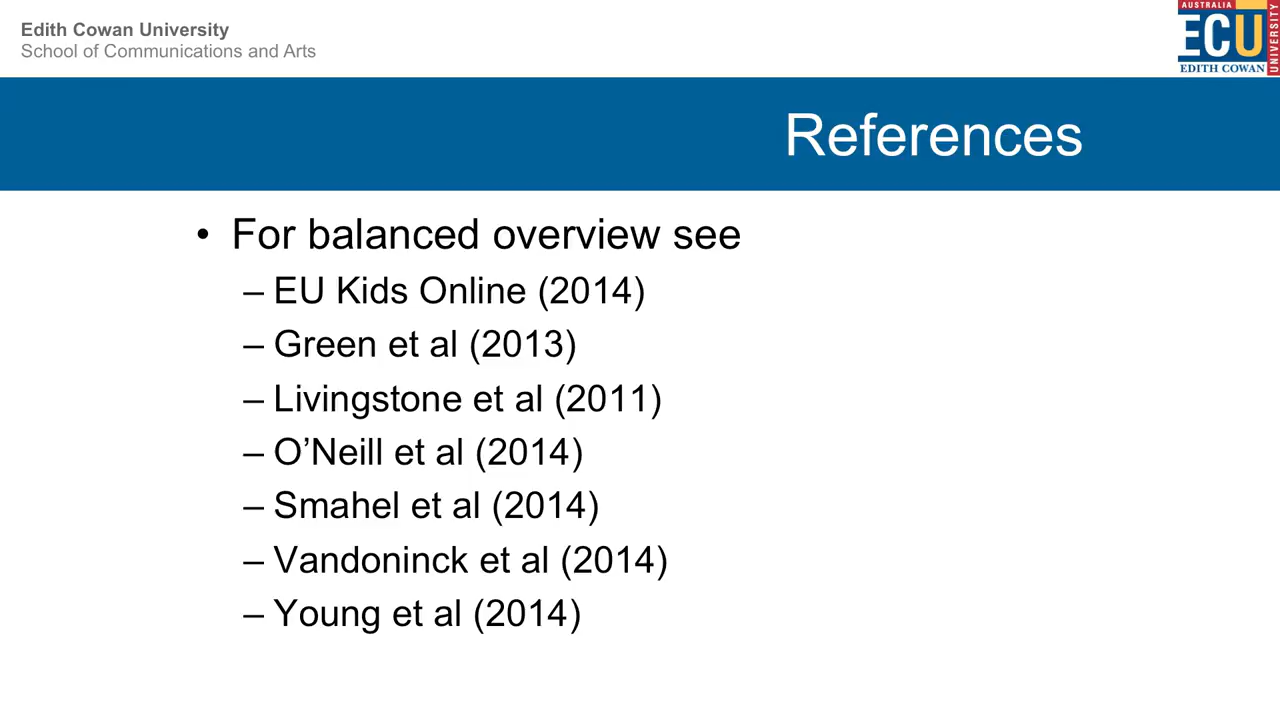 Edith Cowan University
School of Communications and Arts
AUSTRALIA
ECU
EDITH COWAN
UNIVERSITY
References
• For balanced overview see
– EU Kids Online (2014)
– Green et al (2013)
– Livingstone et al (2011)
– O’Neill et al (2014)
– Smahel et al (2014)
– Vandoninck et al (2014)
– Young et al (2014)